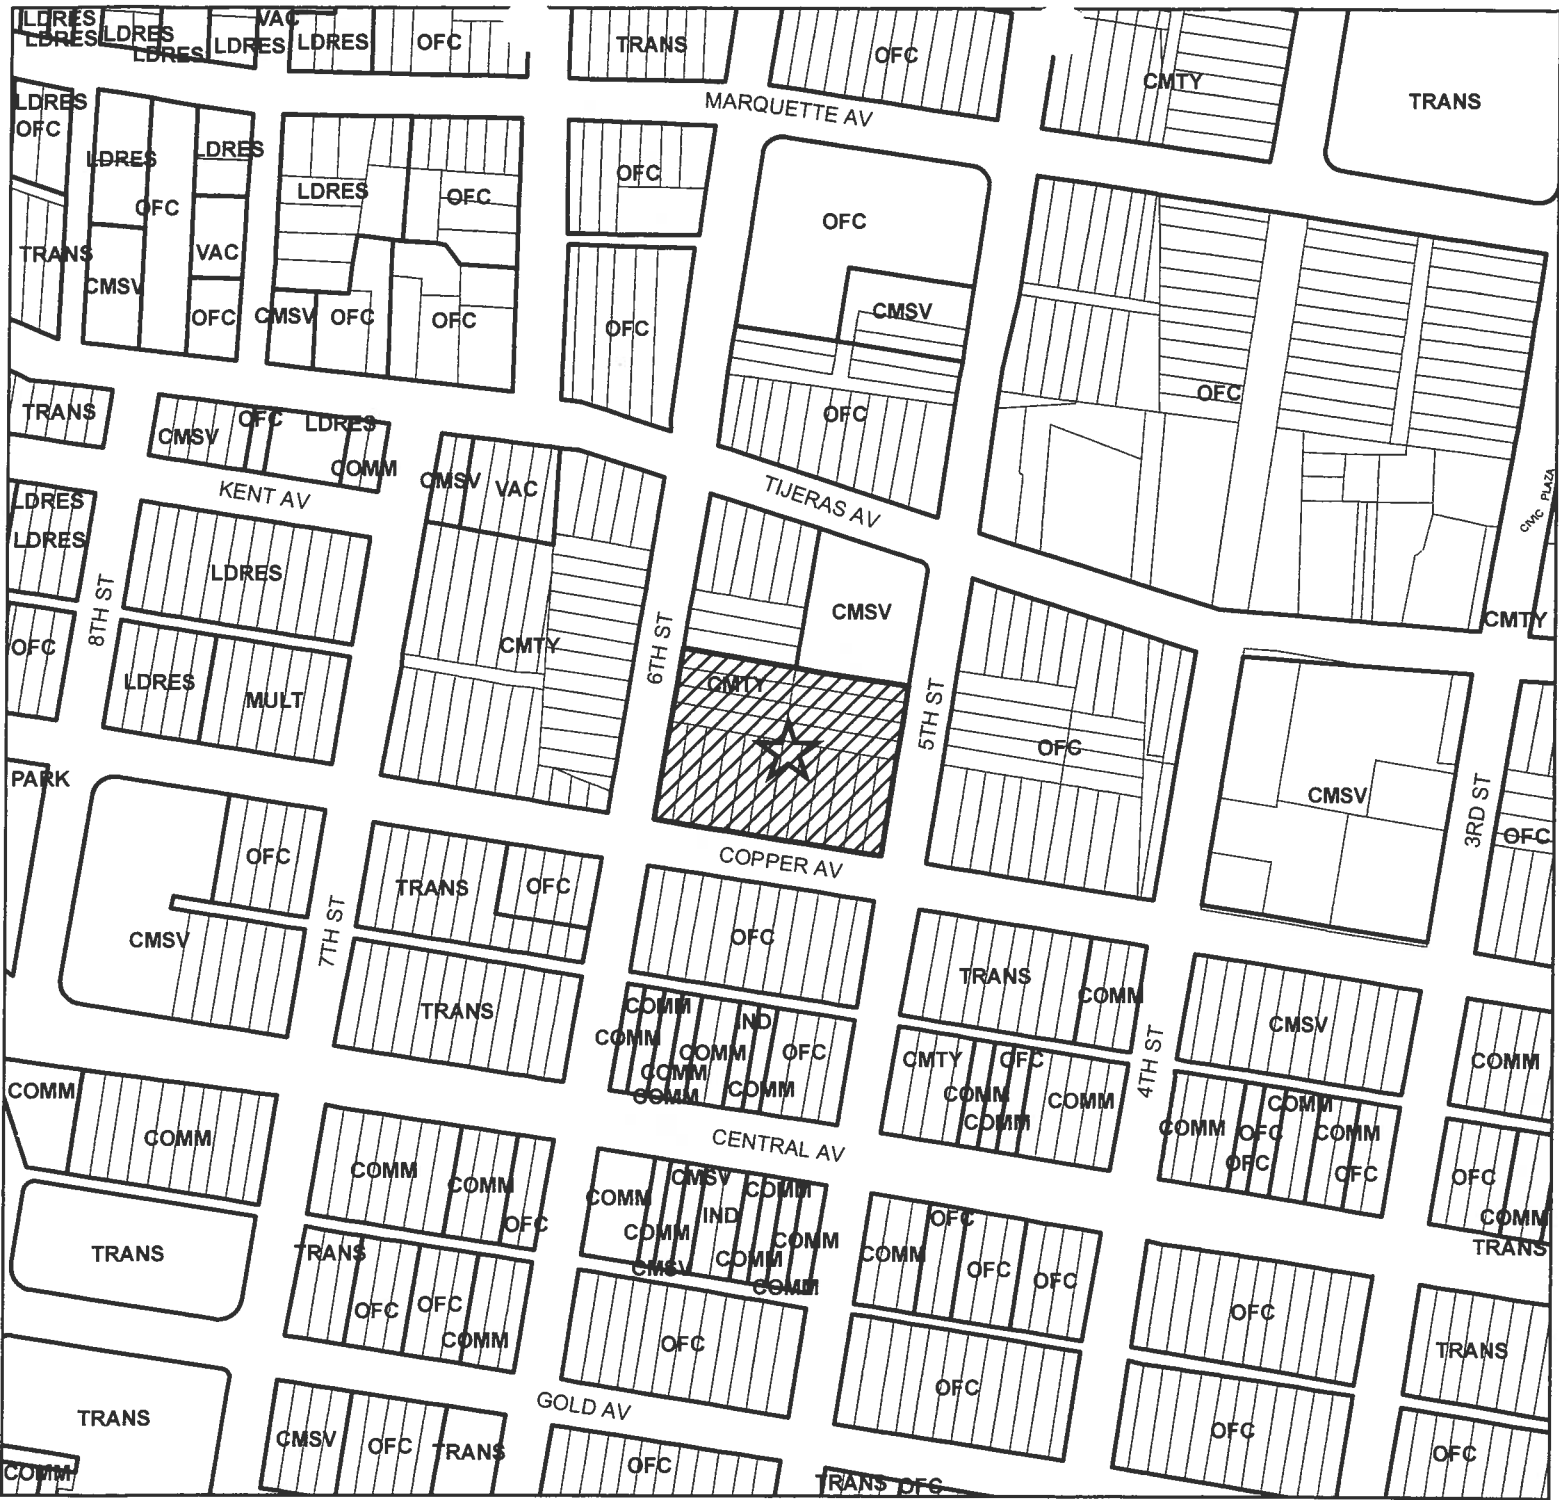 LDRES
VAC
LDRES
LDRES
LDRES
LDRES
LDRES
OFC
TRANS
OFC
CMTY
TRANS
MARQUETTE AV
LDRES
OFC
LDRES
LDRES
OFC
LDRES
OFC
OFC
OFC
TRANS
VAC
CMSV
OFC
CMSV
OFC
OFC
OFC
CMSV
OFC
OFC
TRANS
CMSV
OFC
LDRES
COMM
CMSV
VAC
KENT AV
TIJERAS AV
CIVIC PLAZA
LDRES
LDRES
LDRES
8TH ST
6TH ST
CMSV
CMTY
OFC
CMTY
LDRES
MULT
CMTY
5TH ST
OFC
PARK
CMSV
3RD ST
OFC
OFC
COPPER AV
TRANS
OFC
7TH ST
CMSV
OFC
TRANS
COMM
TRANS
COMM
IND
COMM
COMM
OFC
COMM
COMM
COMM
CMTY
OFC
COMM
COMM
COMM
4TH ST
CMSV
COMM
COMM
COMM
COMM
OFC
COMM
OFC
OFC
COMM
CENTRAL AV
COMM
COMM
OFC
COMM
CMSV
COMM
IND
COMM
COMM
COMM
CMSV
COMM
OFC
COMM
OFC
OFC
OFC
COMM
TRANS
TRANS
TRANS
OFC
OFC
COMM
OFC
OFC
OFC
TRANS
GOLD AV
TRANS
CMSV
OFC
TRANS
OFC
OFC
OFC
COMM
TRANS
OFC